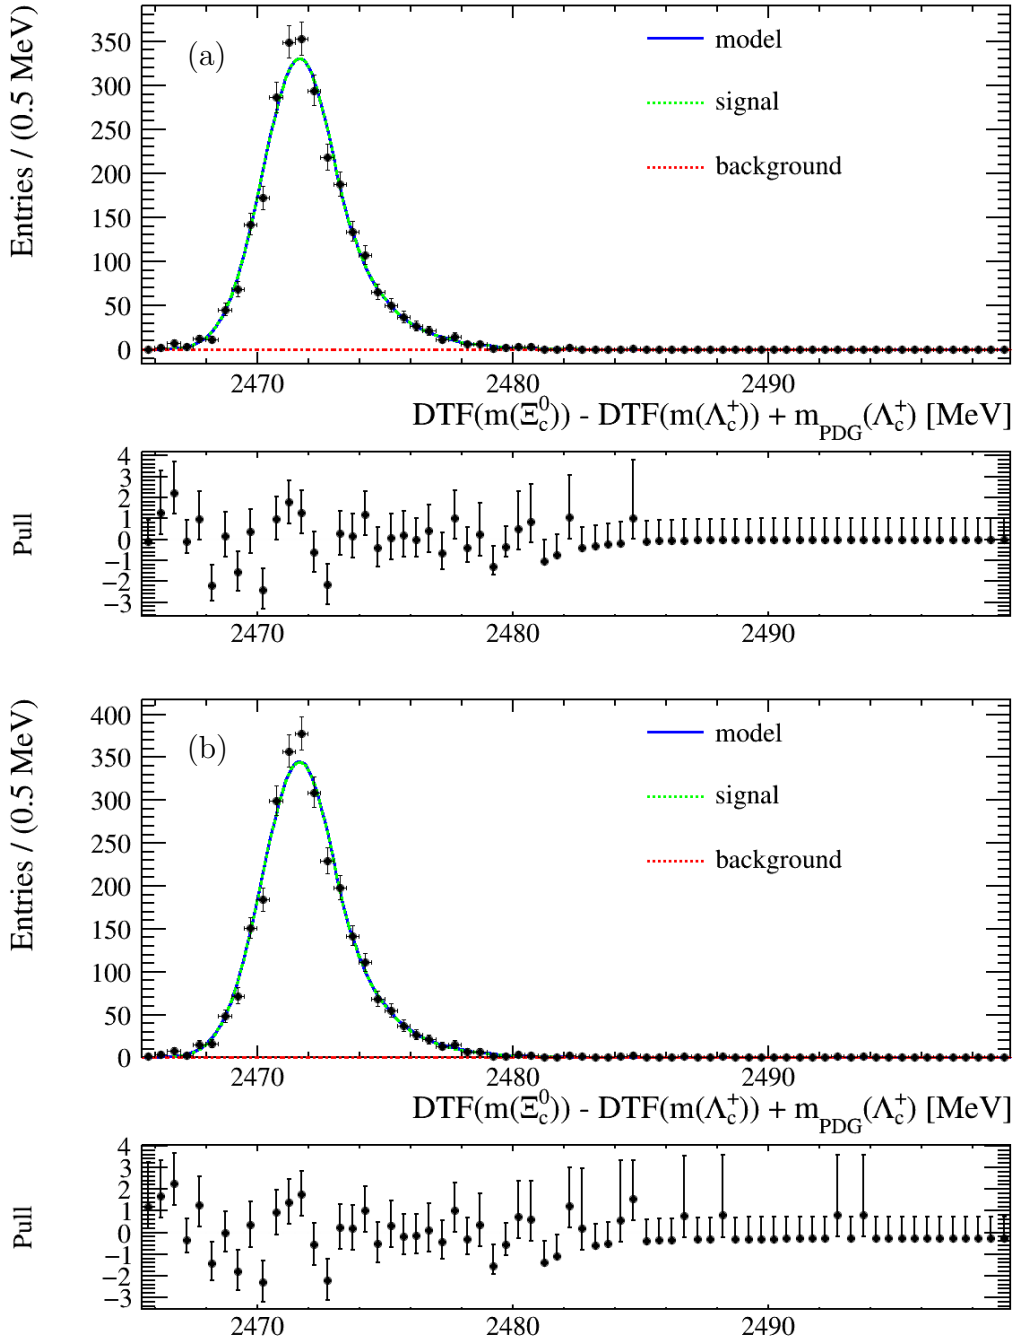 Entries / (0.5 MeV)
350
300
250
200
150
100
50
0
(a)
model
signal
background
2470 2480 2490
DTF(m(Ξc0)) - DTF(m(Λc+)) + mPDG(Λc+) [MeV]
Pull
4
3
2
1
0
−1
−2
−3
2470 2480 2490
Entries / (0.5 MeV)
400
350
300
250
200
150
100
50
0
(b)
model
signal
background
2470 2480 2490
DTF(m(Ξc0)) - DTF(m(Λc+)) + mPDG(Λc+) [MeV]
Pull
4
3
2
1
0
−1
−2
−3
2470 2480 2490